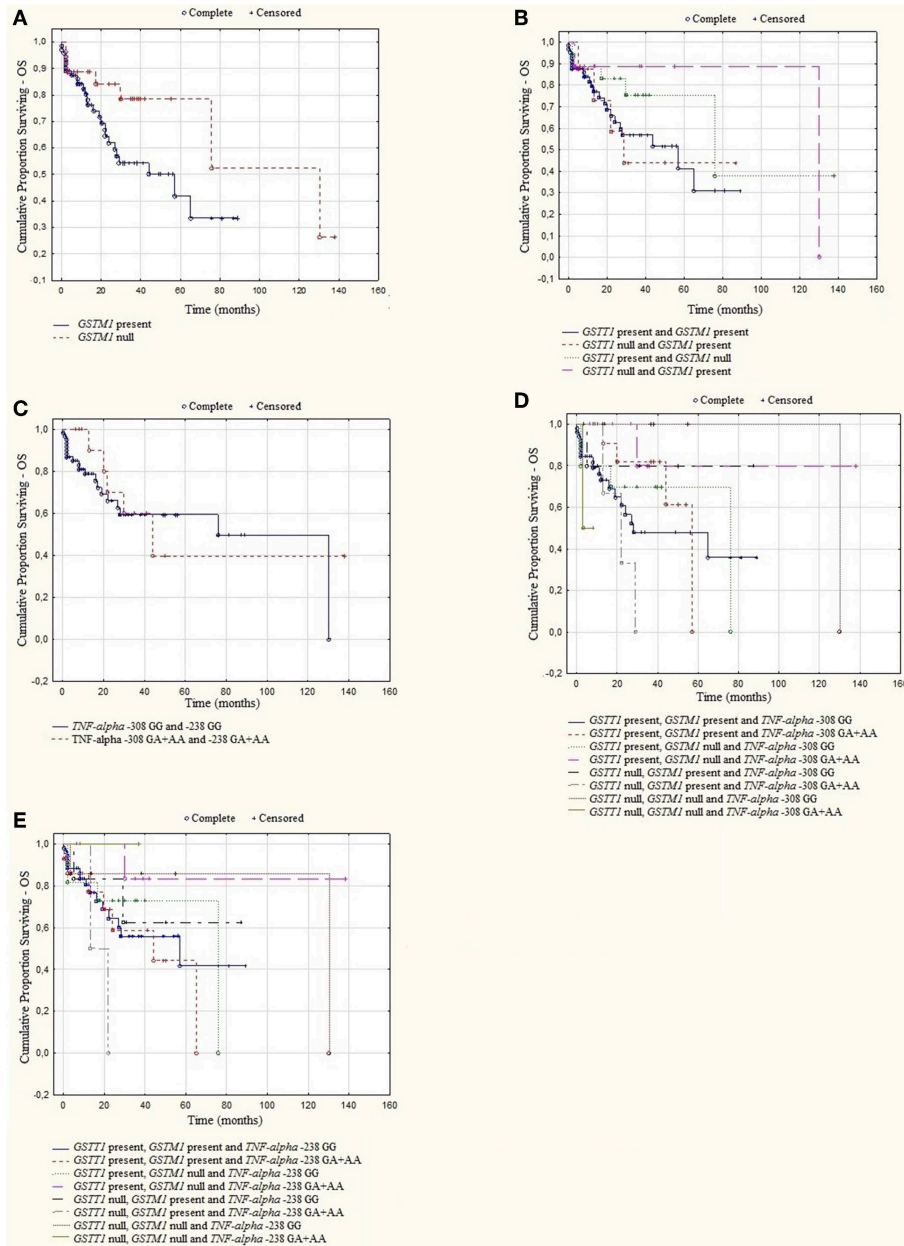 A
Complete Censored
Cumulative Proportion Surviving - OS
1,0
0,9
0,8
0,7
0,6
0,5
0,4
0,3
0,2
0,1
0 20 40 60 80 100 120 140 160
Time (months)
GSTM1 present
GSTM1 null
B
Complete Censored
Cumulative Proportion Surviving - OS
1,0
0,9
0,8
0,7
0,6
0,5
0,4
0,3
0,2
0,1
0,0
0,1
0 20 40 60 80 100 120 140 160
Time (months)
GSTT1 present and GSTM1 present
GSTT1 null and GSTM1 present
GSTT1 present and GSTM1 null
GSTT1 null and GSTM1 present
C
Complete Censored
Cumulative Proportion Surviving - OS
1,0
0,8
0,6
0,4
0,2
0,0
0,2
0 20 40 60 80 100 120 140 160
Time (months)
TNF-alpha -308 GG and -238 GG
TNF-alpha -308 GA+AA and -238 GA+AA
D
Complete Censored
Cumulative Proportion Surviving - OS
1,0
0,8
0,6
0,4
0,2
0,0
0,2
0 20 40 60 80 100 120 140 160
Time (months)
GSTT1 present, GSTM1 present and TNF-alpha -308 GG
GSTT1 present, GSTM1 present and TNF-alpha -308 GA+AA
GSTT1 present, GSTM1 null and TNF-alpha -308 GG
GSTT1 present, GSTM1 null and TNF-alpha -308 GA+AA
GSTT1 null, GSTM1 present and TNF-alpha -308 GG
GSTT1 null, GSTM1 present and TNF-alpha -308 GA+AA
GSTT1 null, GSTM1 null and TNF-alpha -308 GG
GSTT1 null, GSTM1 null and TNF-alpha -308 GA+AA
E
Complete Censored
Cumulative Proportion Surviving - OS
1,0
0,8
0,6
0,4
0,2
0,0
0,2
0 20 40 60 80 100 120 140 160
Time (months)
GSTT1 present, GSTM1 present and TNF-alpha -238 GG
GSTT1 present, GSTM1 present and TNF-alpha -238 GA+AA
GSTT1 present, GSTM1 null and TNF-alpha -238 GG
GSTT1 present, GSTM1 null and TNF-alpha -238 GA+AA
GSTT1 null, GSTM1 present and TNF-alpha -238 GG
GSTT1 null, GSTM1 present and TNF-alpha -238 GA+AA
GSTT1 null, GSTM1 null and TNF-alpha -238 GG
GSTT1 null, GSTM1 null and TNF-alpha -238 GA+AA